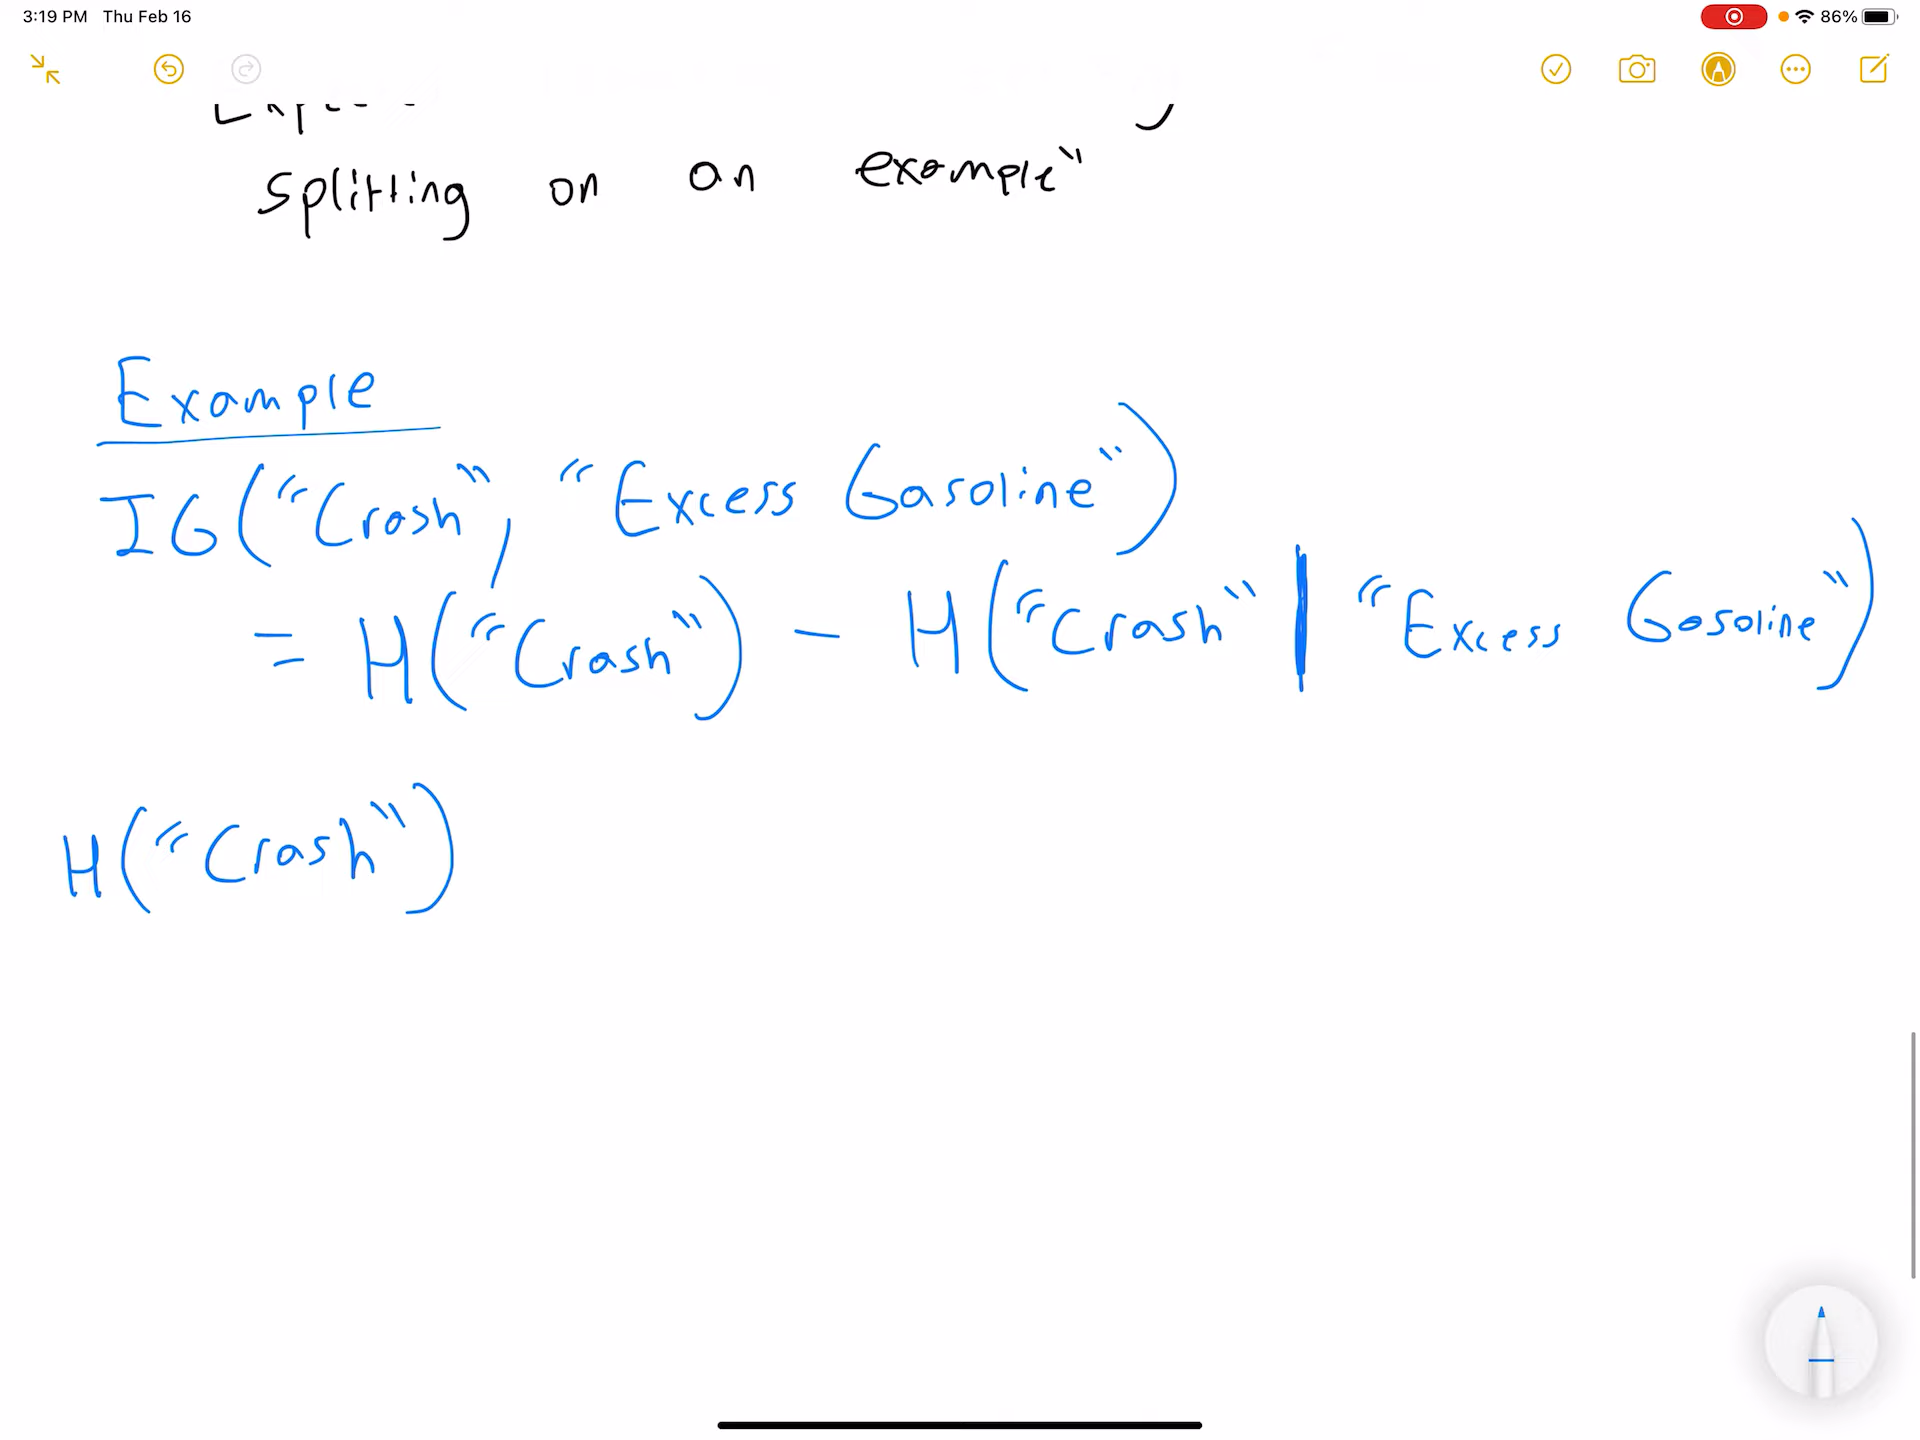 3:19 PM Thu Feb 16 86%
splitting on an example"
Example
IG("Crash", "Excess Gasoline")
= H("Crash") - H("Crash" | "Excess Gasoline")
H("Crash")